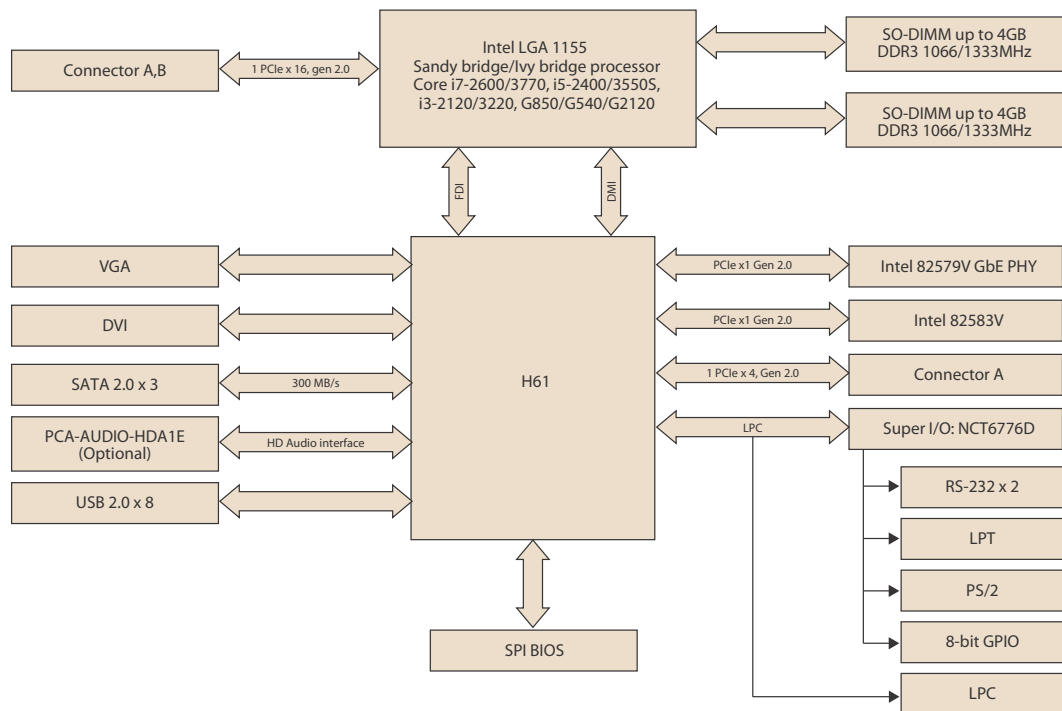 Intel LGA 1155
Sandy bridge/Ivy bridge processor
Core i7-2600/3770, i5-2400/3550S,
i3-2120/3220, G850/G540/G2120
Connector A,B
1 PCIe x 16, gen 2.0
SO-DIMM up to 4GB
DDR3 1066/1333MHz
SO-DIMM up to 4GB
DDR3 1066/1333MHz
FDI
DMI
VGA
DVI
SATA 2.0 x 3
300 MB/s
PCA-AUDIO-HDA1E
(Optional)
HD Audio interface
USB 2.0 x 8
H61
PCIe x1 Gen 2.0
Intel 82579V GbE PHY
PCIe x1 Gen 2.0
Intel 82583V
1 PCIe x 4, Gen 2.0
Connector A
LPC
Super I/O: NCT6776D
RS-232 x 2
LPT
PS/2
8-bit GPIO
LPC
SPI BIOS